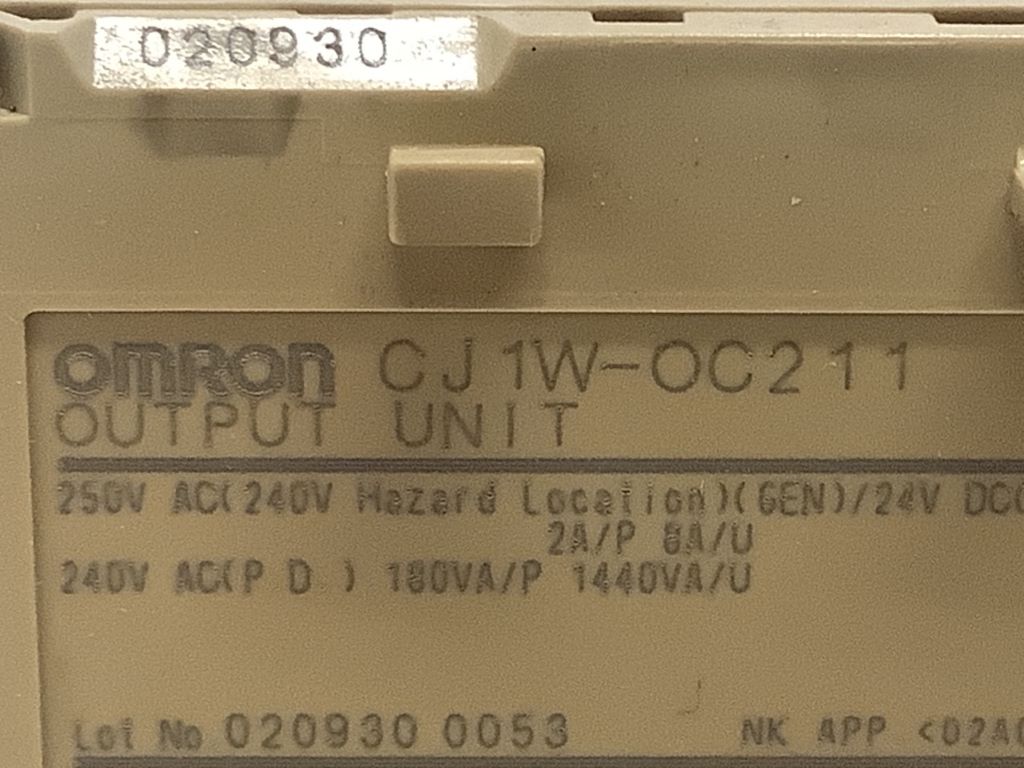 020930
OMRON CJ1W-OC211
OUTPUT UNIT
250V AC(240V Hazard Location)(GEN)/24V DC(
2A/P 8A/U
240V AC(P D ) 180VA/P 1440VA/U
Lot No 020930 0053 NK APP <02A0